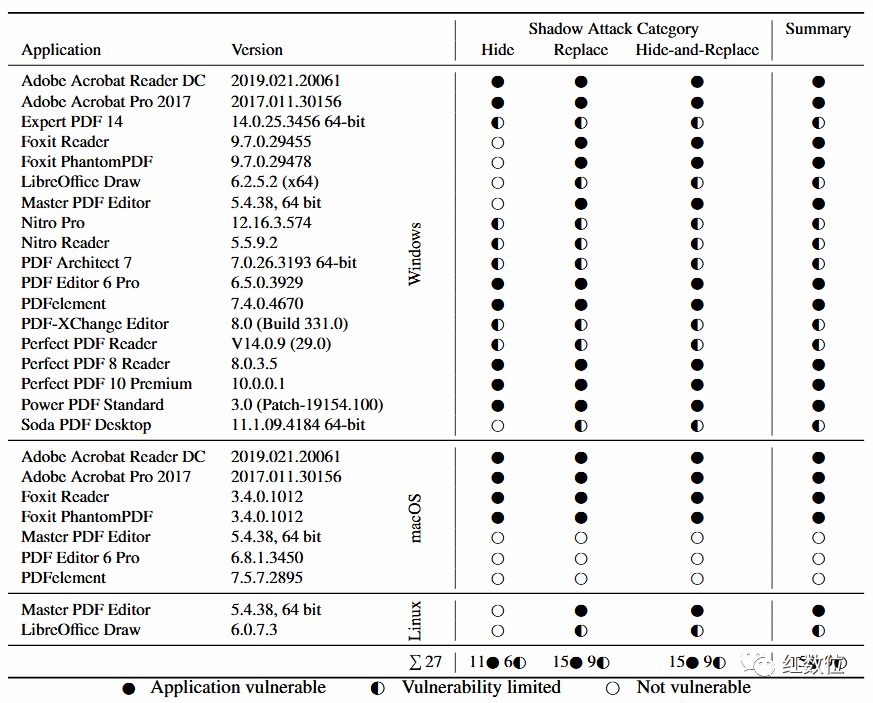 Shadow Attack Category Summary
Application Version Hide Replace Hide-and-Replace
Adobe Acrobat Reader DC 2019.021.20061 ● ● ● ●
Adobe Acrobat Pro 2017 2017.011.30156 ● ● ● ●
Expert PDF 14 14.0.25.3456 64-bit ◐ ◐ ◐ ◐
Foxit Reader 9.7.0.29455 ○ ● ● ●
Foxit PhantomPDF 9.7.0.29478 ○ ● ● ●
LibreOffice Draw 6.2.5.2 (x64) ○ ◐ ◐ ◐
Master PDF Editor 5.4.38, 64 bit ○ ● ● ●
Nitro Pro 12.16.3.574 ◐ ◐ ◐ ◐
Nitro Reader 5.5.9.2 ◐ ◐ ◐ ◐
PDF Architect 7 7.0.26.3193 64-bit ◐ ◐ ◐ ◐
PDF Editor 6 Pro 6.5.0.3929 ● ● ● ●
PDFelement 7.4.0.4670 ● ● ● ●
PDF-XChange Editor 8.0 (Build 331.0) ◐ ◐ ◐ ◐
Perfect PDF Reader V14.0.9 (29.0) ◐ ◐ ◐ ◐
Perfect PDF 8 Reader 8.0.3.5 ● ● ● ●
Perfect PDF 10 Premium 10.0.0.1 ● ● ● ●
Power PDF Standard 3.0 (Patch-19154.100) ● ● ● ●
Soda PDF Desktop 11.1.09.4184 64-bit ○ ◐ ◐ ◐
Windows
Adobe Acrobat Reader DC 2019.021.20061 ● ● ● ●
Adobe Acrobat Pro 2017 2017.011.30156 ● ● ● ●
Foxit Reader 3.4.0.1012 ● ● ● ●
Foxit PhantomPDF 3.4.0.1012 ● ● ● ●
Master PDF Editor 5.4.38, 64 bit ○ ○ ○ ○
PDF Editor 6 Pro 6.8.1.3450 ○ ○ ○ ○
PDFelement 7.5.7.2895 ○ ○ ○ ○
macOS
Master PDF Editor 5.4.38, 64 bit ○ ● ● ●
LibreOffice Draw 6.0.7.3 ○ ◐ ◐ ◐
Linux
∑ 27 11● 6◐ 15● 9◐ 15● 9◐
红数位
● Application vulnerable ◐ Vulnerability limited ○ Not vulnerable